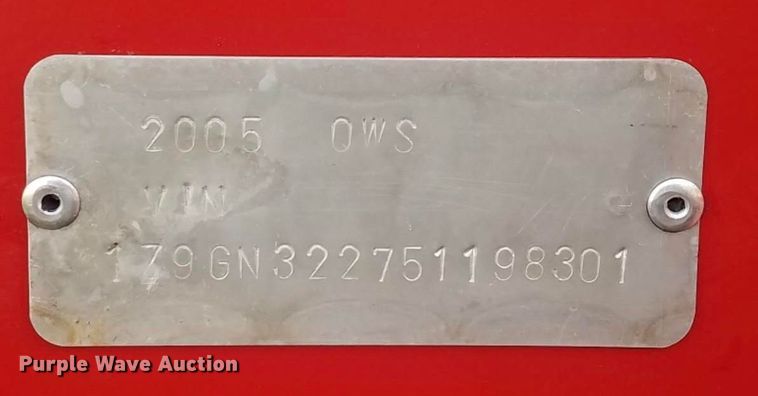 2005 OWS
VIN
1Z9GN322751198301
Purple Wave Auction